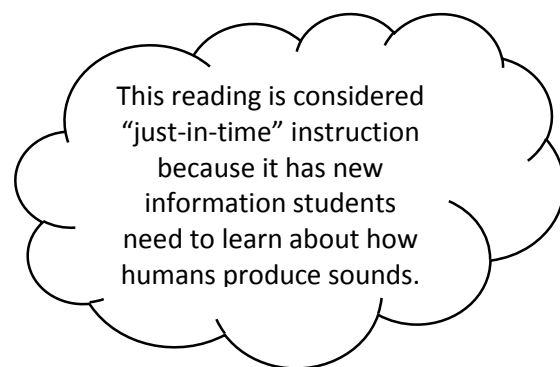 This reading is considered
“just-in-time” instruction
because it has new
information students
need to learn about how
humans produce sounds.